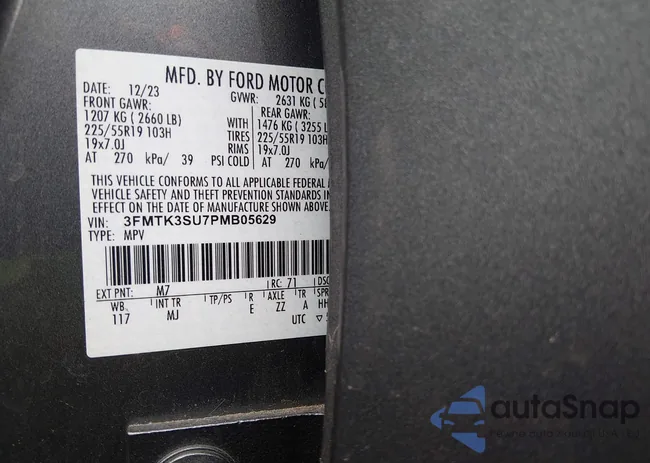 MFD. BY FORD MOTOR C
DATE: 12/23 GVWR: 2631 KG ( 5
FRONT GAWR: REAR GAWR:
1207 KG ( 2660 LB) WITH 1476 KG ( 3255 L
225/55R19 103H TIRES 225/55R19 103H
19x7.0J RIMS 19x7.0J
AT 270 kPa/ 39 PSI COLD AT 270 kPa/
THIS VEHICLE CONFORMS TO ALL APPLICABLE FEDERAL
VEHICLE SAFETY AND THEFT PREVENTION STANDARDS IN
EFFECT ON THE DATE OF MANUFACTURE SHOWN ABOVE.
VIN: 3FMTK3SU7PMB05629
TYPE: MPV
EXT PNT: M7 RC: 71 DSO
WB INT TR TP/PS R AXLE TR SPR
117 MJ E ZZ A HH
UTC ▽
autoSnap